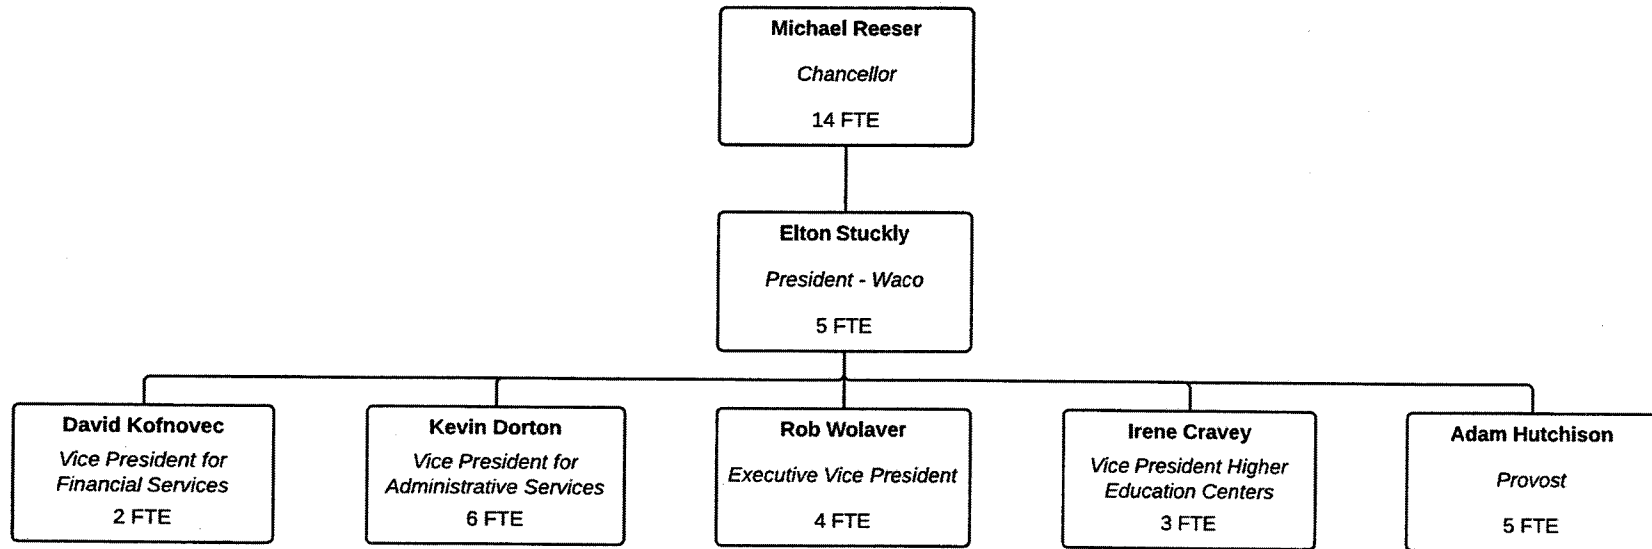 Michael Reeser
Chancellor
14 FTE
Elton Stuckly
President - Waco
5 FTE
David Kofnovec
Vice President for
Financial Services
2 FTE
Kevin Dorton
Vice President for
Administrative Services
6 FTE
Rob Wolaver
Executive Vice President
4 FTE
Irene Cravey
Vice President Higher
Education Centers
3 FTE
Adam Hutchison
Provost
5 FTE